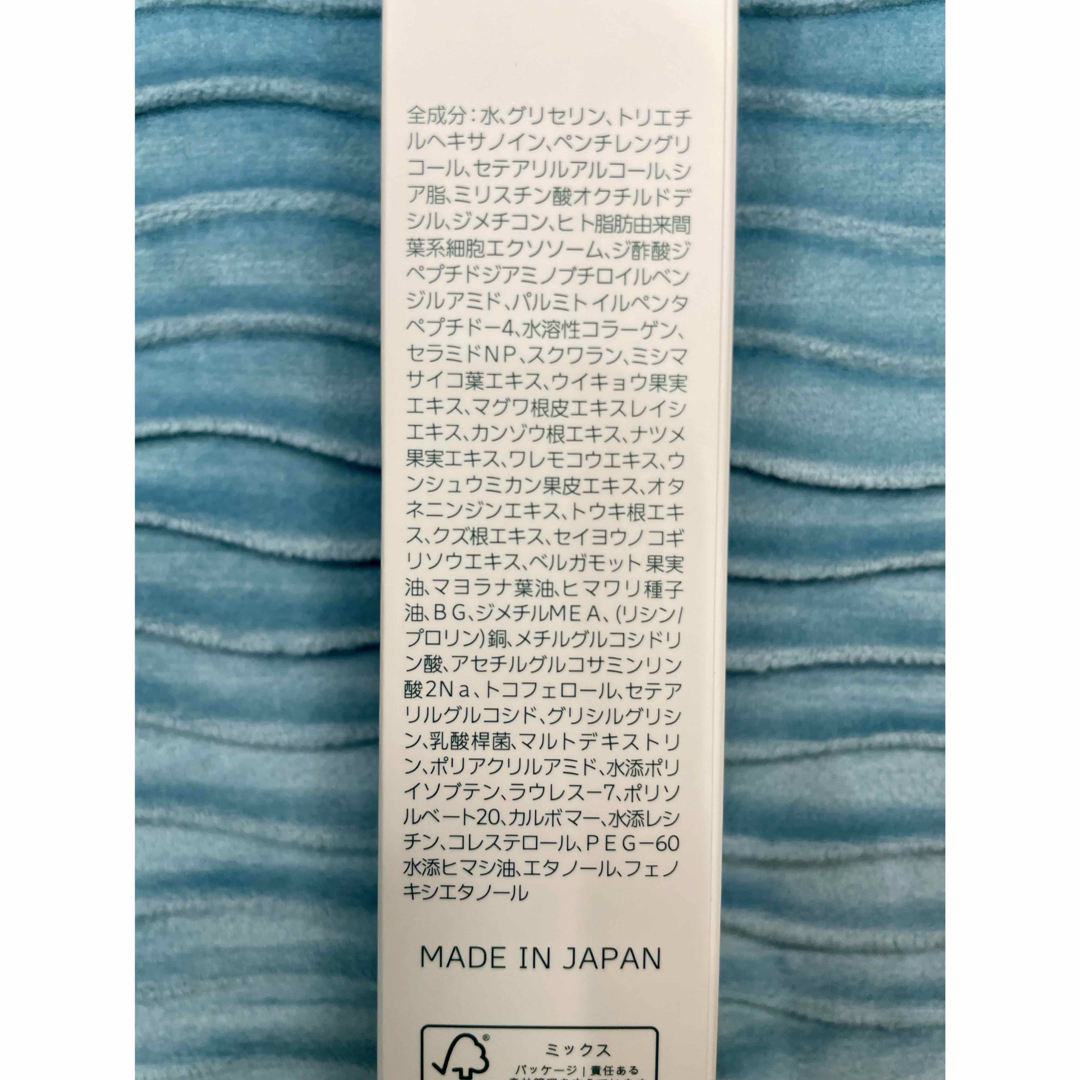 全成分：水、グリセリン、トリエチ
ルヘキサノイン、ペンチレングリ
コール、セテアリルアルコール、シ
ア脂、ミリスチン酸オクチルドデ
シル、ジメチコン、ヒト脂肪由来間
葉系細胞エクソソーム、ジ酢酸ジ
ペプチドジアミノブチロイルベン
ジルアミド、パルミトイルペンタ
ペプチド－4、水溶性コラーゲン、
セラミドNP、スクワラン、ミシマ
サイコ葉エキス、ウイキョウ果実
エキス、マグワ根皮エキスレイシ
エキス、カンゾウ根エキス、ナツメ
果実エキス、ワレモコウエキス、ウ
ンシュウミカン果皮エキス、オタ
ネニンジンエキス、トウキ根エキ
ス、クズ根エキス、セイヨウノコギ
リソウエキス、ベルガモット果実
油、マヨラナ葉油、ヒマワリ種子
油、BG、ジメチルMEA、(リシン/
プロリン)銅、メチルグルコシドリ
ン酸、アセチルグルコサミンリン
酸2Na、トコフェロール、セテア
リルグルコシド、グリシルグリシ
ン、乳酸桿菌、マルトデキストリ
ン、ポリアクリルアミド、水添ポリ
イソブテン、ラウレス－7、ポリソ
ルベート20、カルボマー、水添レシ
チン、コレステロール、PEG－60
水添ヒマシ油、エタノール、フェノ
キシエタノール
MADE IN JAPAN
®
ミックス
パッケージ | 責任ある